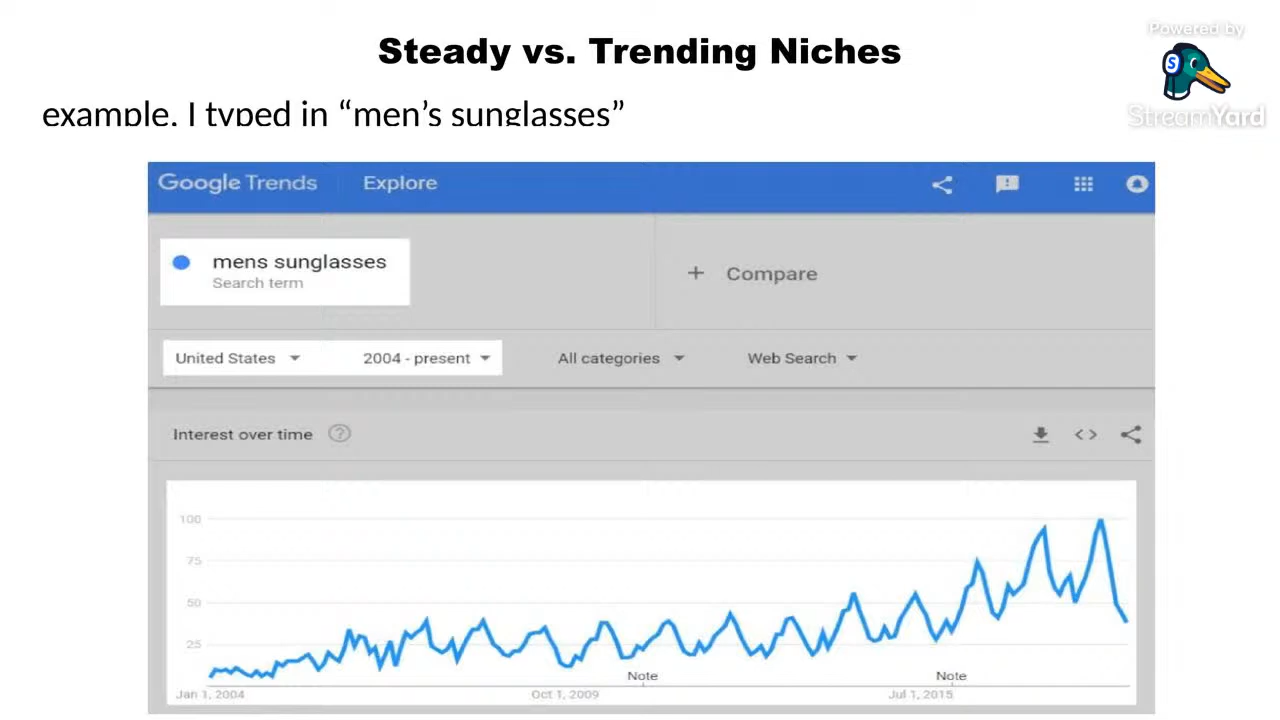 Powered by
Steady vs. Trending Niches
S
StreamYard
example. I typed in “men’s sunglasses”
Google Trends Explore
mens sunglasses
Search term
+ Compare
United States 2004 - present All categories Web Search
Interest over time ?
100
75
50
25
Note Note
Jan 1, 2004 Oct 1, 2009 Jul 1, 2015